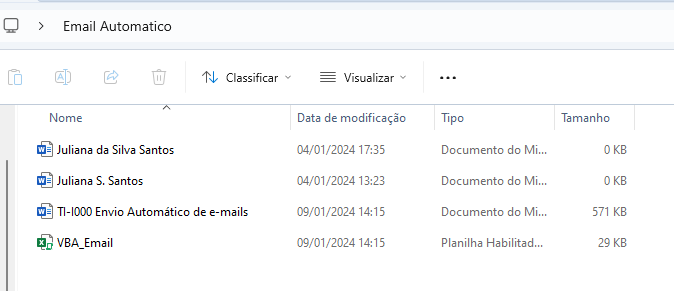 Email Automatico
Classificar Visualizar
Nome Data de modificação Tipo Tamanho
Juliana da Silva Santos 04/01/2024 17:35 Documento do Mi... 0 KB
Juliana S. Santos 04/01/2024 13:23 Documento do Mi... 0 KB
TI-I000 Envio Automático de e-mails 09/01/2024 14:15 Documento do Mi... 571 KB
VBA_Email 09/01/2024 14:15 Planilha Habilitad... 29 KB